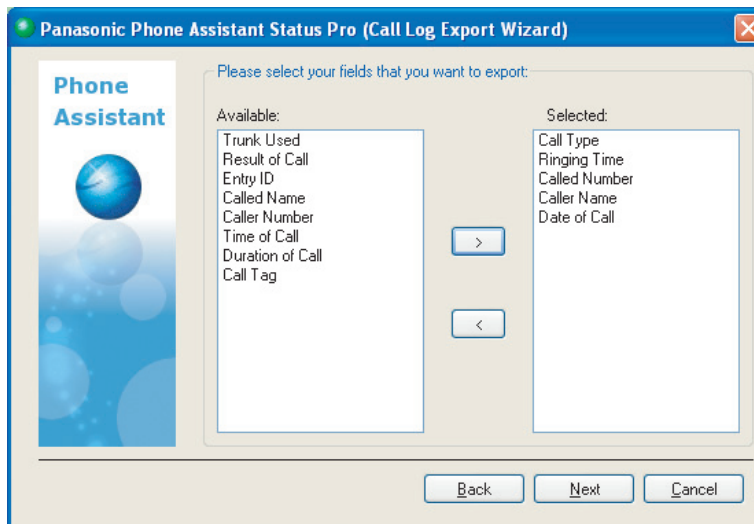 Panasonic Phone Assistant Status Pro (Call Log Export Wizard)
Phone
Assistant
Please select your fields that you want to export:
Available:
Trunk Used
Result of Call
Entry ID
Called Name
Caller Number
Time of Call
Duration of Call
Call Tag
>
<
Selected:
Call Type
Ringing Time
Called Number
Caller Name
Date of Call
Back
Next
Cancel